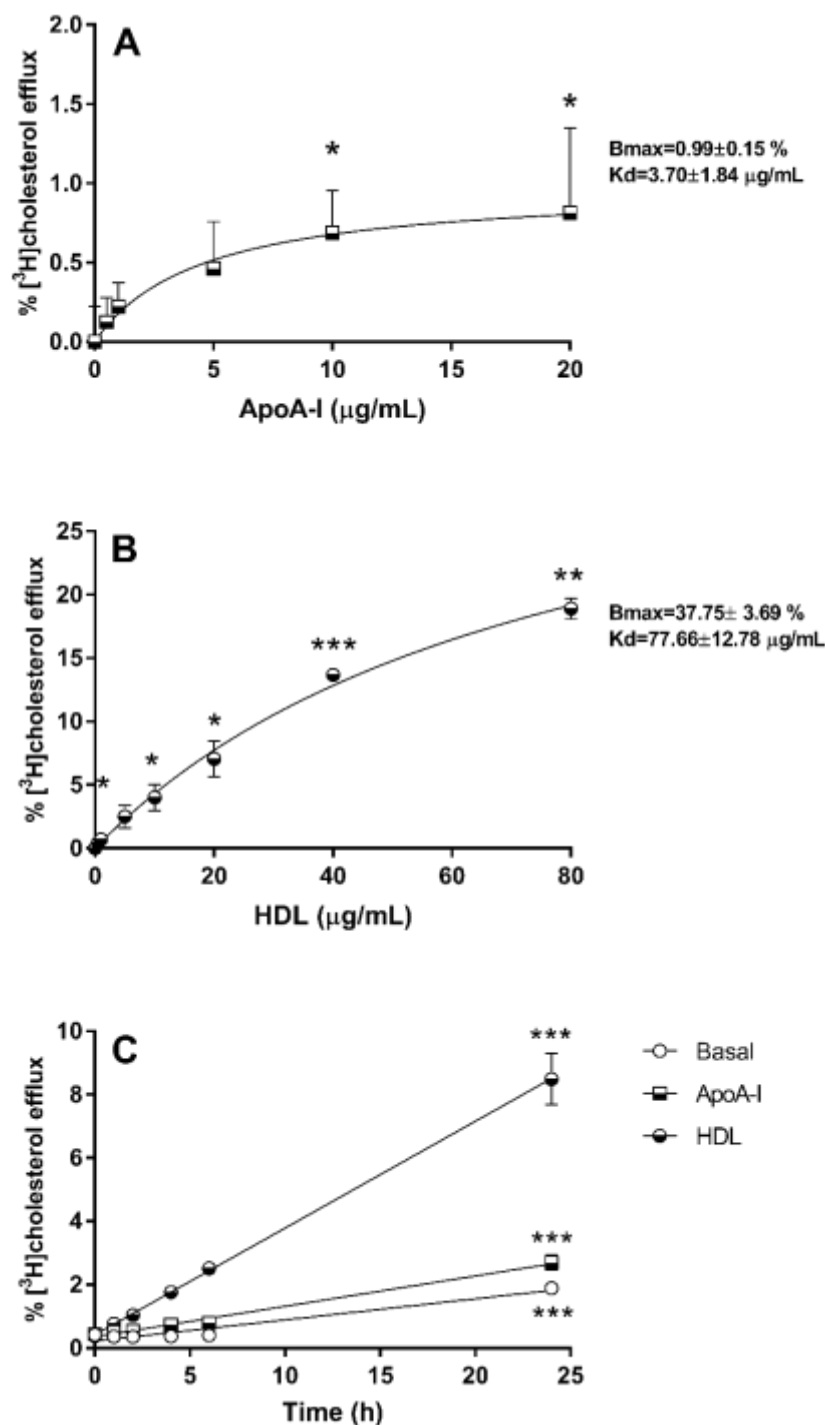 A
% [³H]cholesterol efflux
2.0
1.5
1.0
0.5
0.0
*
*
0 5 10 15 20
ApoA-I (μg/mL)
Bmax=0.99±0.15 %
Kd=3.70±1.84 μg/mL
B
% [³H]cholesterol efflux
25
20
15
10
5
0
*
*
*
***
**
0 20 40 60 80
HDL (μg/mL)
Bmax=37.75± 3.69 %
Kd=77.66±12.78 μg/mL
C
% [³H]cholesterol efflux
10
8
6
4
2
0
***
***
***
0 5 10 15 20 25
Time (h)
Basal
ApoA-I
HDL